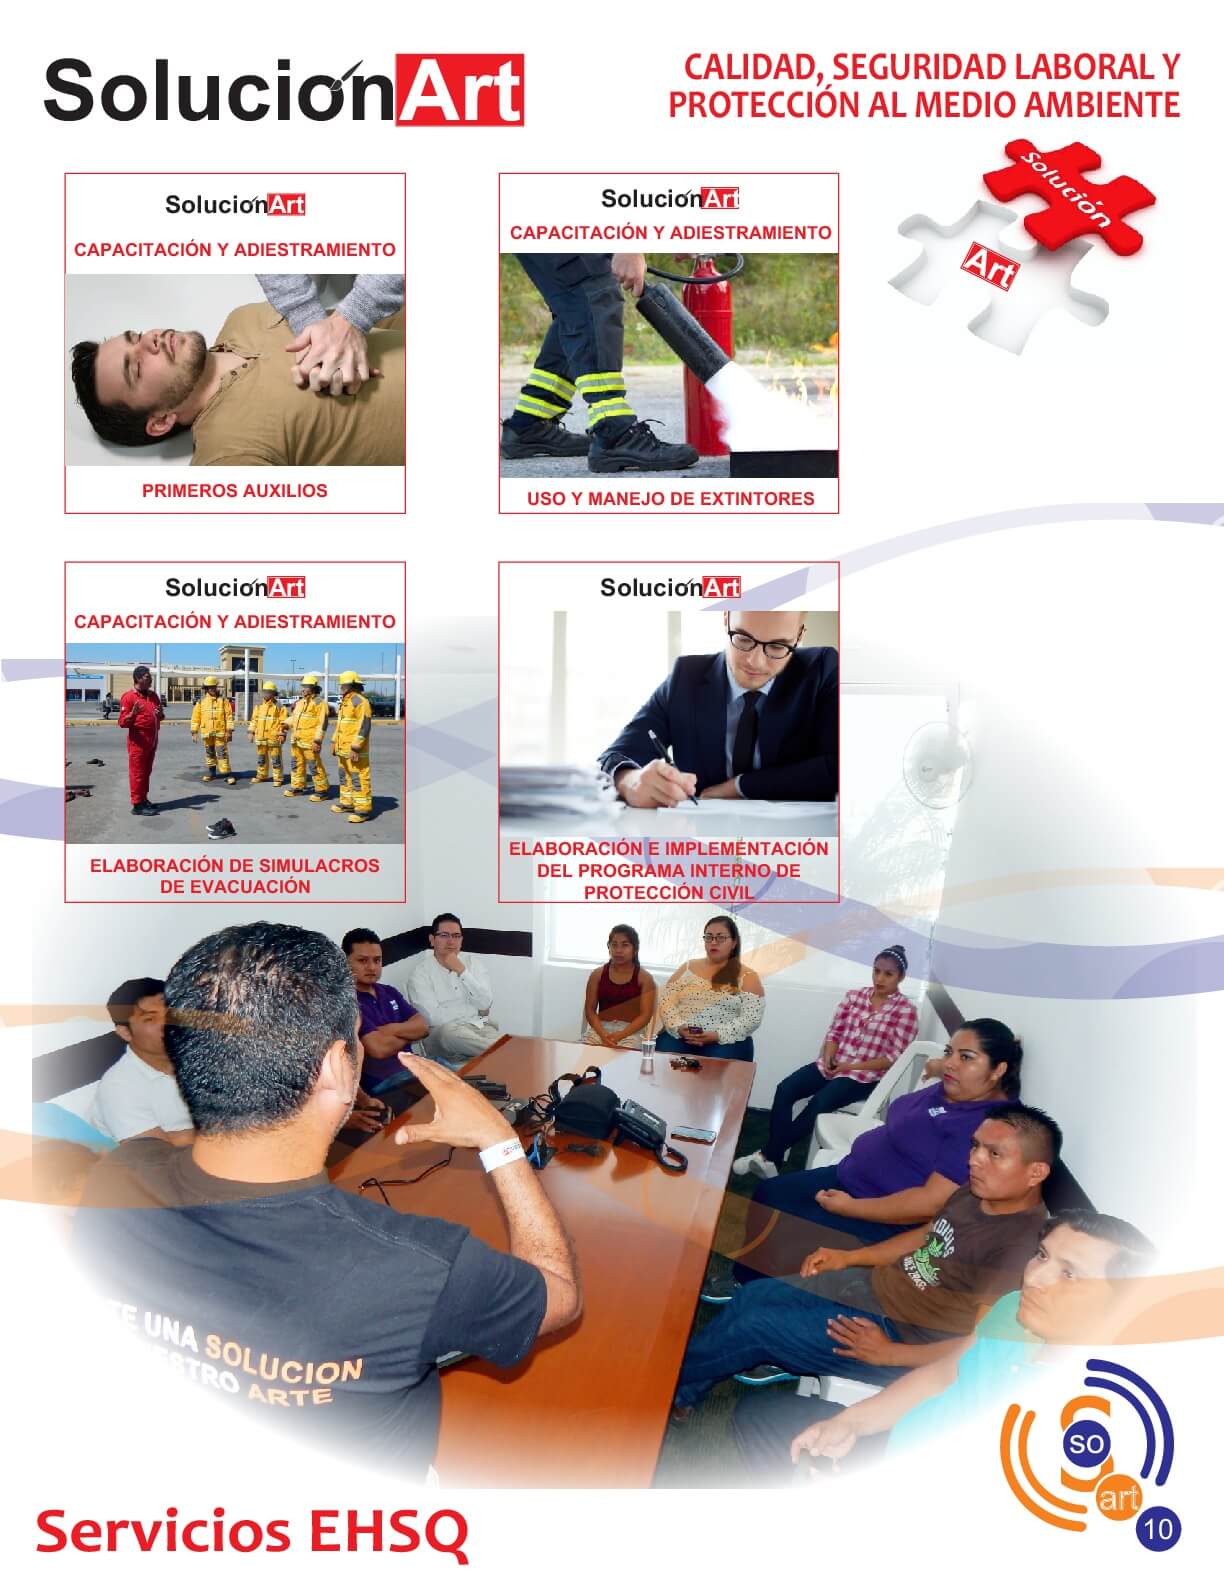 SolucionArt
CALIDAD, SEGURIDAD LABORAL Y
PROTECCIÓN AL MEDIO AMBIENTE
Solución
Art
SolucionArt
CAPACITACIÓN Y ADIESTRAMIENTO
PRIMEROS AUXILIOS
SolucionArt
CAPACITACIÓN Y ADIESTRAMIENTO
USO Y MANEJO DE EXTINTORES
SolucionArt
CAPACITACIÓN Y ADIESTRAMIENTO
ELABORACIÓN DE SIMULACROS
DE EVACUACIÓN
SolucionArt
ELABORACIÓN E IMPLEMENTACIÓN
DEL PROGRAMA INTERNO DE
PROTECCIÓN CIVIL
UNA SOLUCION
ARTE
S
so
art
10
Servicios EHSQ